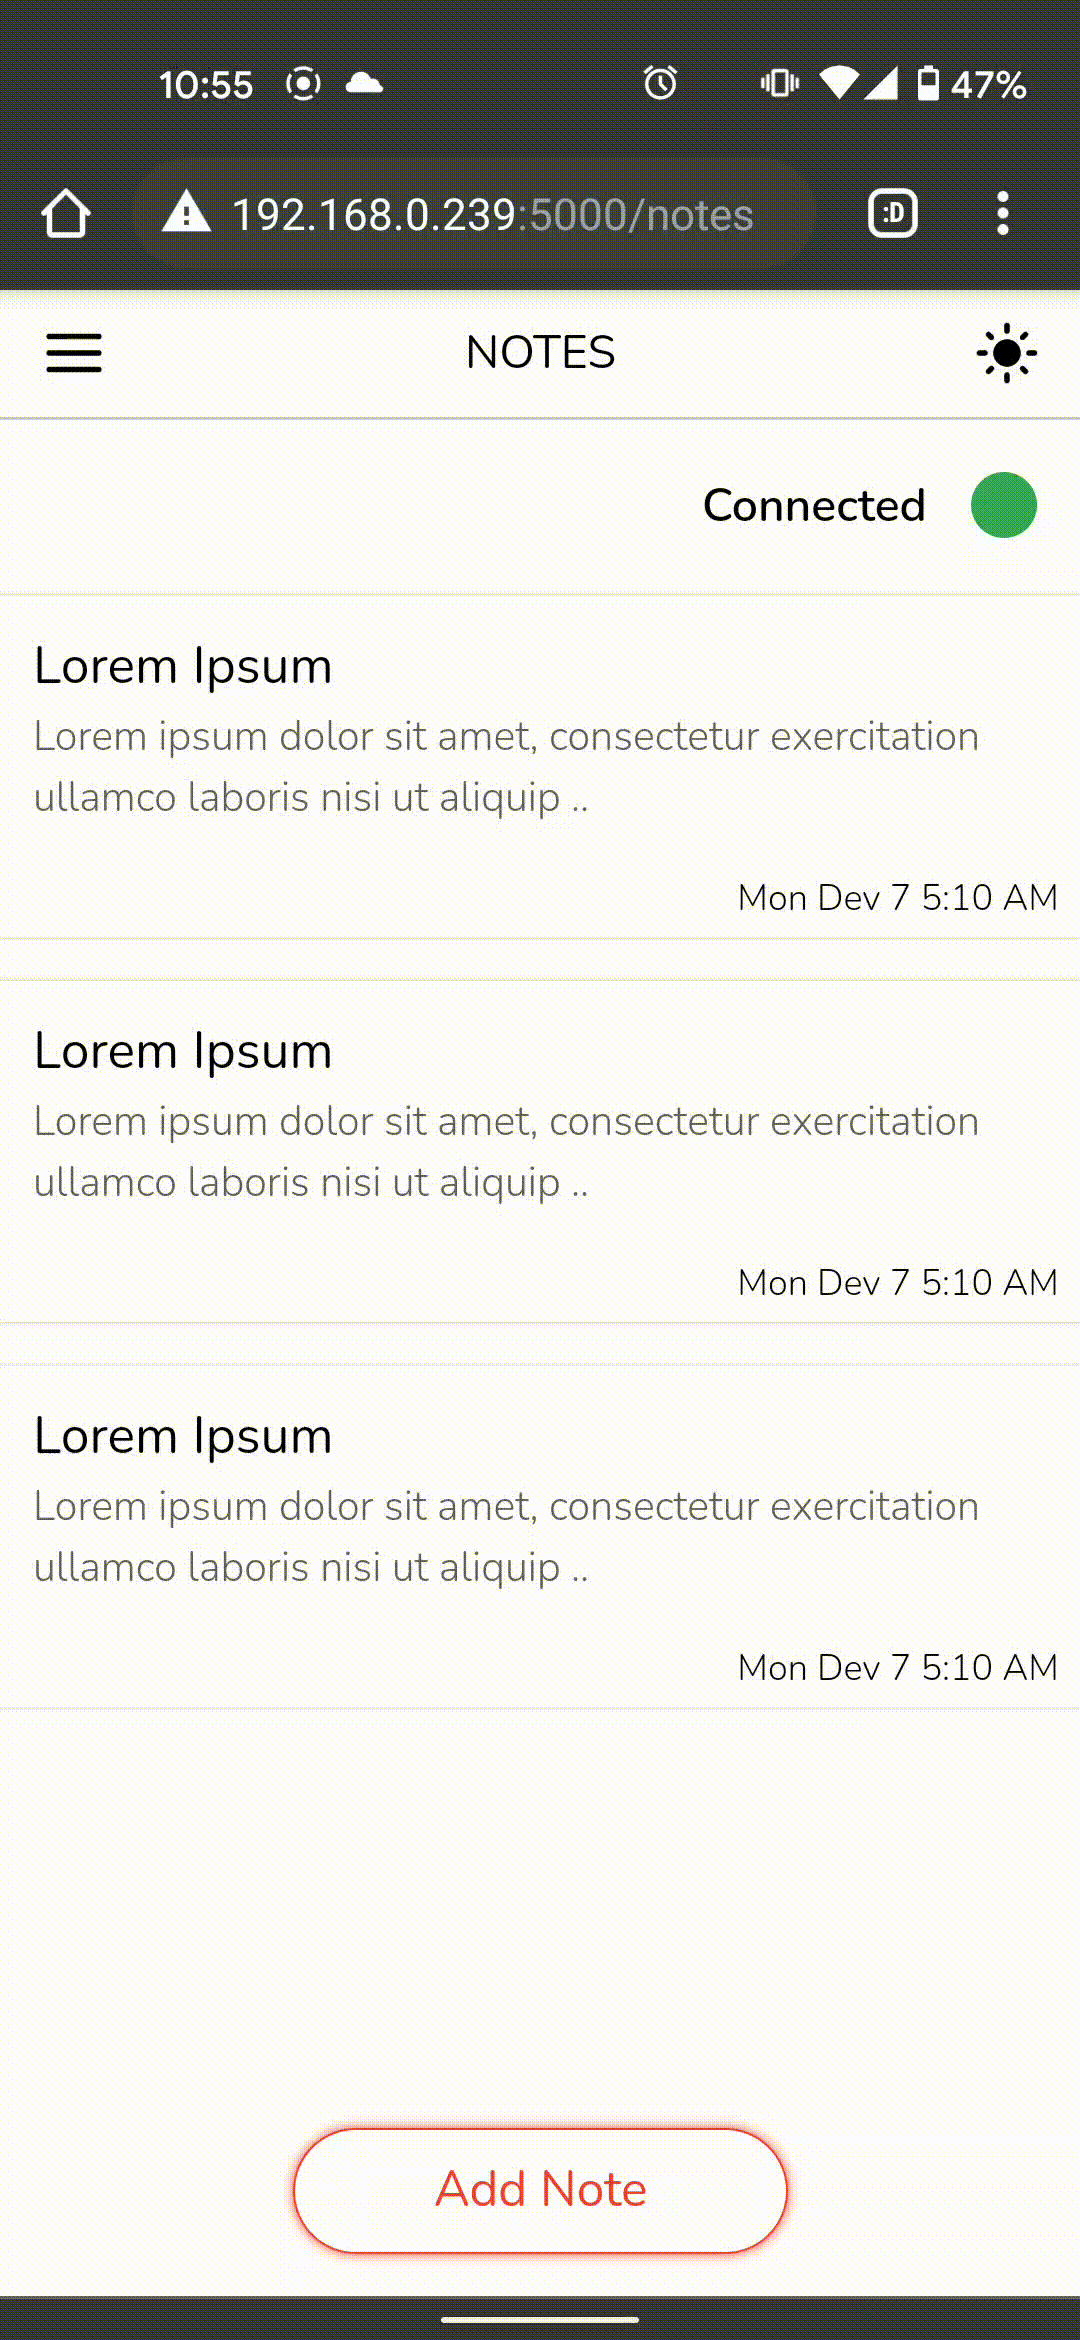 10:55 47%
192.168.0.239:5000/notes :D
NOTES
Connected
Lorem Ipsum
Lorem ipsum dolor sit amet, consectetur exercitation
ullamco laboris nisi ut aliquip ..
Mon Dev 7 5:10 AM
Lorem Ipsum
Lorem ipsum dolor sit amet, consectetur exercitation
ullamco laboris nisi ut aliquip ..
Mon Dev 7 5:10 AM
Lorem Ipsum
Lorem ipsum dolor sit amet, consectetur exercitation
ullamco laboris nisi ut aliquip ..
Mon Dev 7 5:10 AM
Add Note